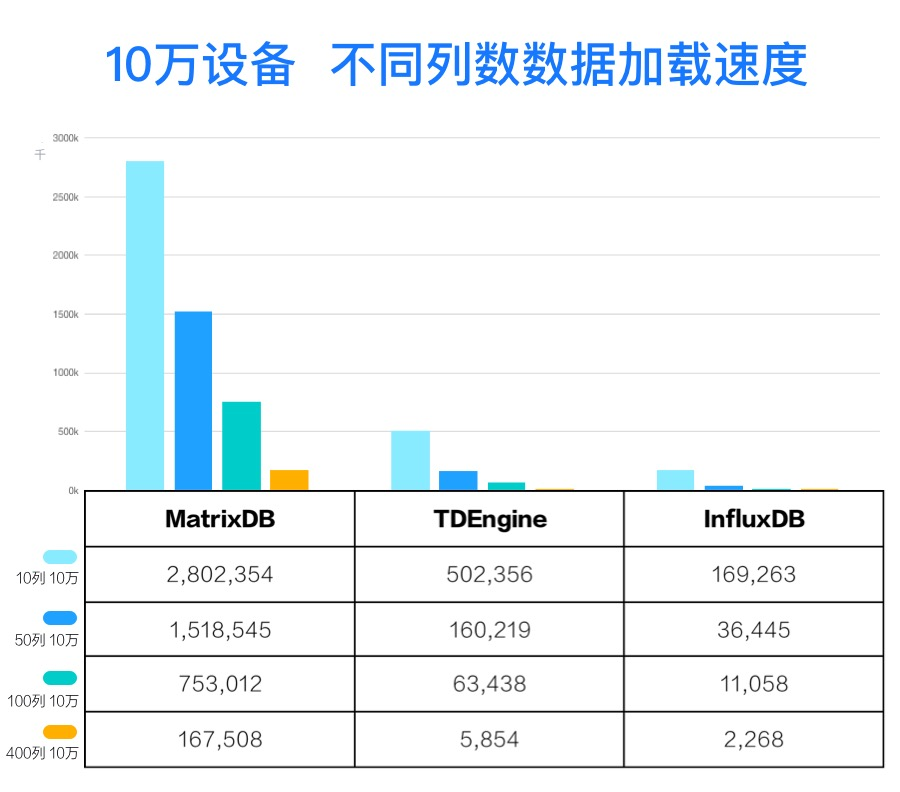 10万设备 不同列数数据加载速度
3000k
千
2500k
2000k
1500k
1000k
500k
0k
MatrixDB TDEngine InfluxDB
10列 10万 2,802,354 502,356 169,263
50列 10万 1,518,545 160,219 36,445
100列 10万 753,012 63,438 11,058
400列 10万 167,508 5,854 2,268